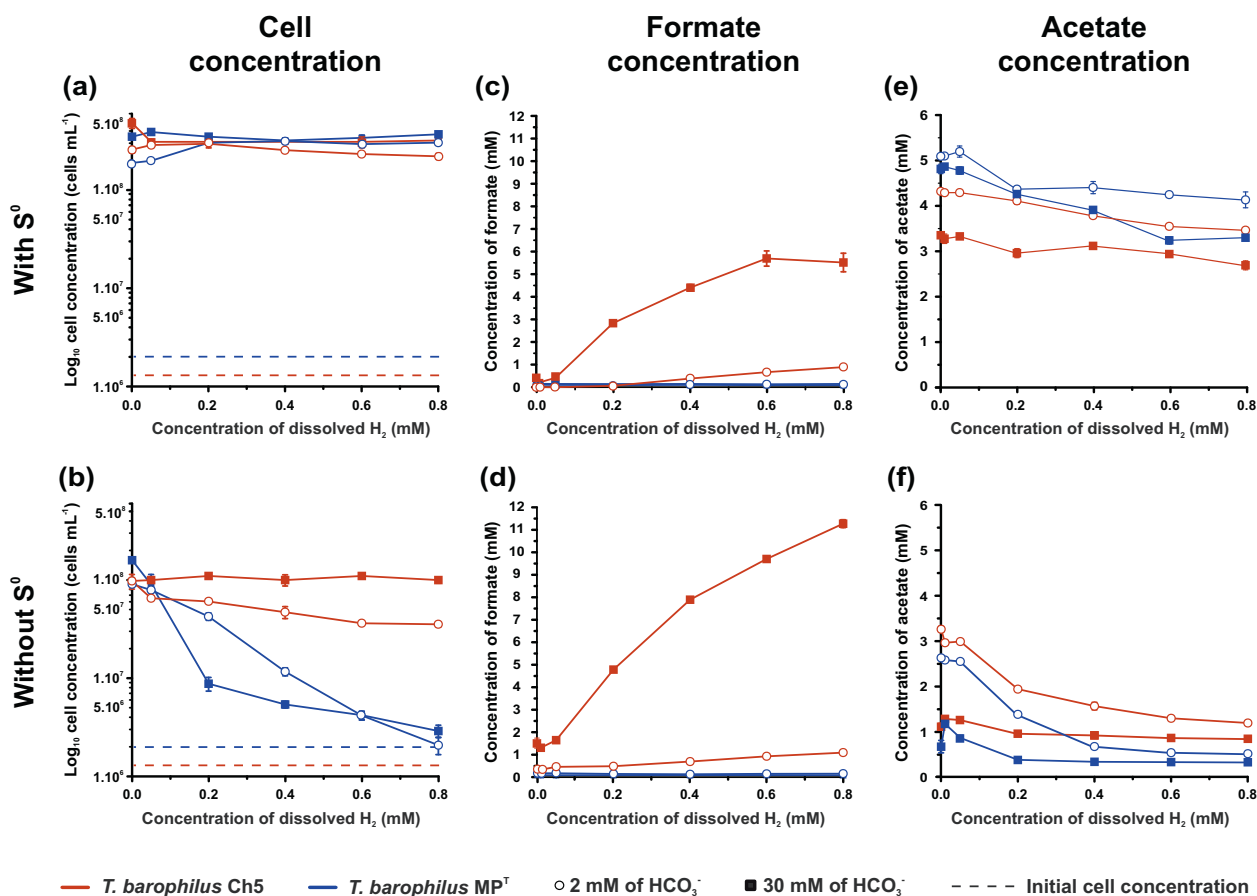 Cell
concentration
Formate
concentration
Acetate
concentration
With S⁰
(a)
Log₁₀ cell concentration (cells mL⁻¹)
5.10⁸
1.10⁸
5.10⁷
1.10⁷
5.10⁶
1.10⁶
0.0 0.2 0.4 0.6 0.8
Concentration of dissolved H₂ (mM)
(c)
Concentration of formate (mM)
12
11
10
9
8
7
6
5
4
3
2
1
0
0.0 0.2 0.4 0.6 0.8
Concentration of dissolved H₂ (mM)
(e)
Concentration of acetate (mM)
6
5
4
3
2
1
0
0.0 0.2 0.4 0.6 0.8
Concentration of dissolved H₂ (mM)
Without S⁰
(b)
Log₁₀ cell concentration (cells mL⁻¹)
5.10⁸
1.10⁸
5.10⁷
1.10⁷
5.10⁶
1.10⁶
0.0 0.2 0.4 0.6 0.8
Concentration of dissolved H₂ (mM)
(d)
Concentration of formate (mM)
12
11
10
9
8
7
6
5
4
3
2
1
0
0.0 0.2 0.4 0.6 0.8
Concentration of dissolved H₂ (mM)
(f)
Concentration of acetate (mM)
6
5
4
3
2
1
0
0.0 0.2 0.4 0.6 0.8
Concentration of dissolved H₂ (mM)
T. barophilus Ch5 T. barophilus MPᵀ 2 mM of HCO₃⁻ 30 mM of HCO₃⁻ Initial cell concentration